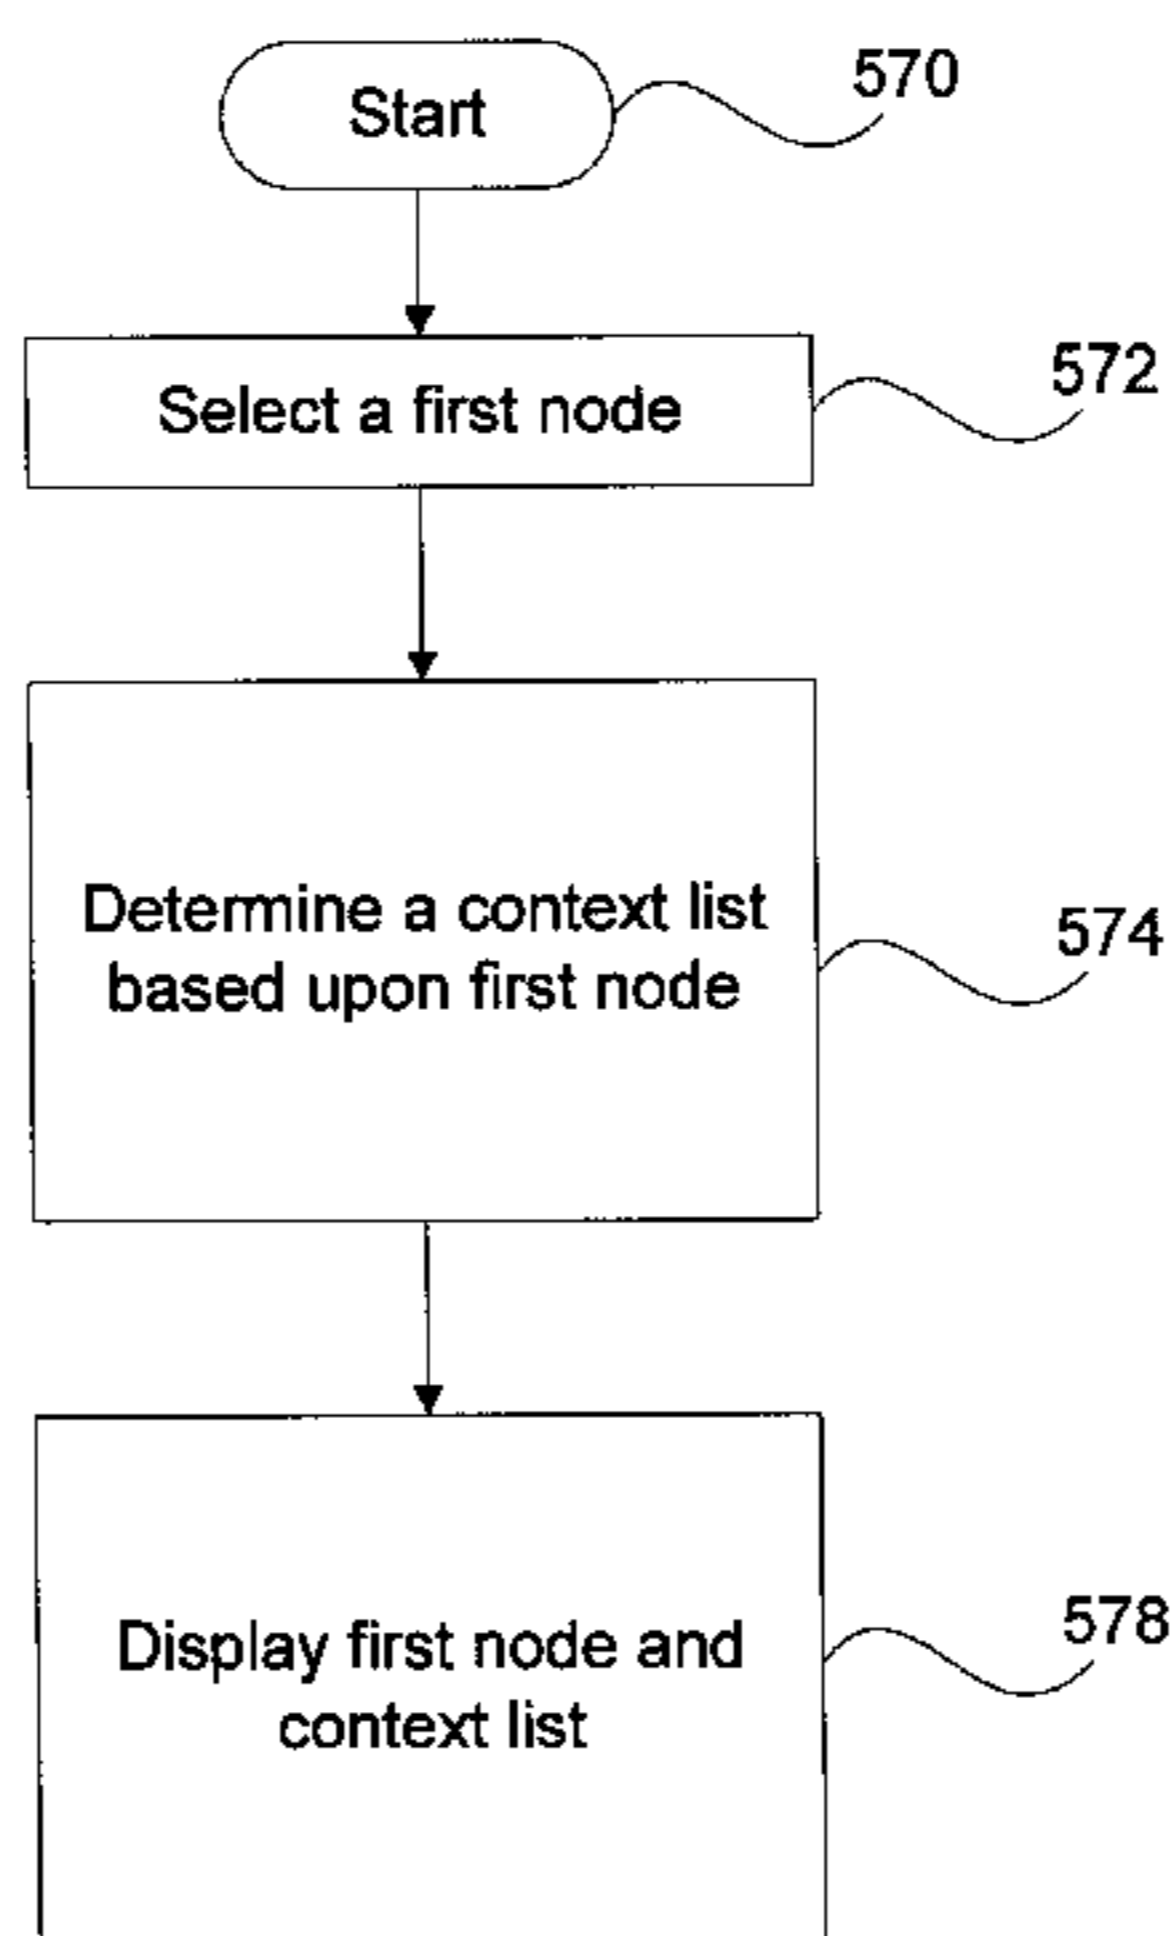 Start
570
Select a first node
572
Determine a context list
based upon first node
574
Display first node and
context list
578